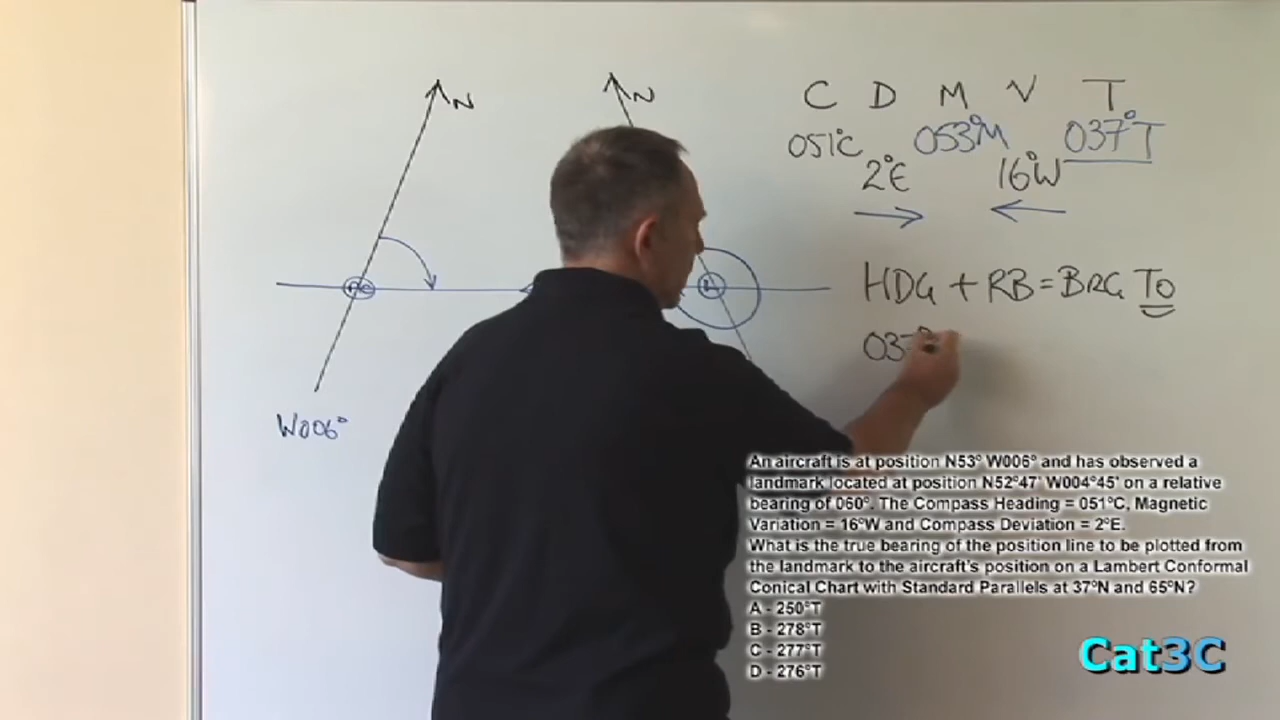 N
N
C D M V T
051°C 053°M 037°T
2°E 16°W
HDG + RB = BRG TO
037°
W006°
An aircraft is at position N53° W006° and has observed a
landmark located at position N52°47' W004°45' on a relative
bearing of 060°. The Compass Heading = 051°C, Magnetic
Variation = 16°W and Compass Deviation = 2°E.
What is the true bearing of the position line to be plotted from
the landmark to the aircraft's position on a Lambert Conformal
Conical Chart with Standard Parallels at 37°N and 65°N?
A - 250°T
B - 278°T
C - 277°T
D - 276°T
Cat3C